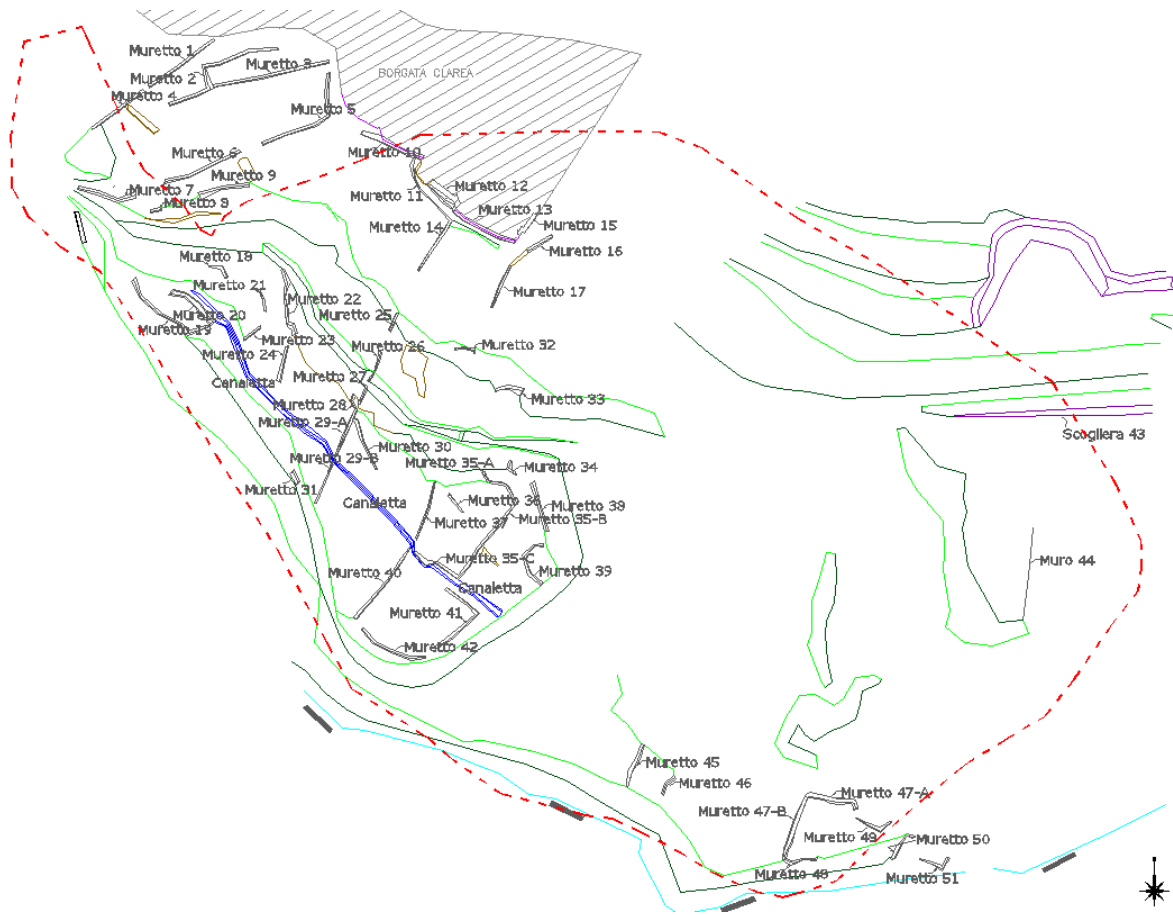 Muretto 1
Muretto 2
Muretto 3
BORGATA CLAREA
Muretto 4
Muretto 5
Muretto 6
Muretto 10
Muretto 9
Muretto 7
Muretto 11
Muretto 12
Muretto 8
Muretto 13
Muretto 14
Muretto 15
Muretto 16
Muretto 18
Muretto 21
Muretto 17
Muretto 22
Muretto 20
Muretto 25
Muretto 19
Muretto 23
Muretto 26
Muretto 32
Muretto 24
Canaletta
Muretto 27
Muretto 33
Muretto 28
Muretto 29-A
Scogliera 43
Muretto 30
Muretto 29-B
Muretto 35-A
Muretto 34
Muretto 31
Canaletta
Muretto 36
Muretto 38
Muretto 37
Muretto 35-B
Muretto 35-C
Muro 44
Muretto 40
Muretto 39
Canaletta
Muretto 41
Muretto 42
Muretto 45
Muretto 46
Muretto 47-A
Muretto 47-B
Muretto 49
Muretto 50
Muretto 48
Muretto 51